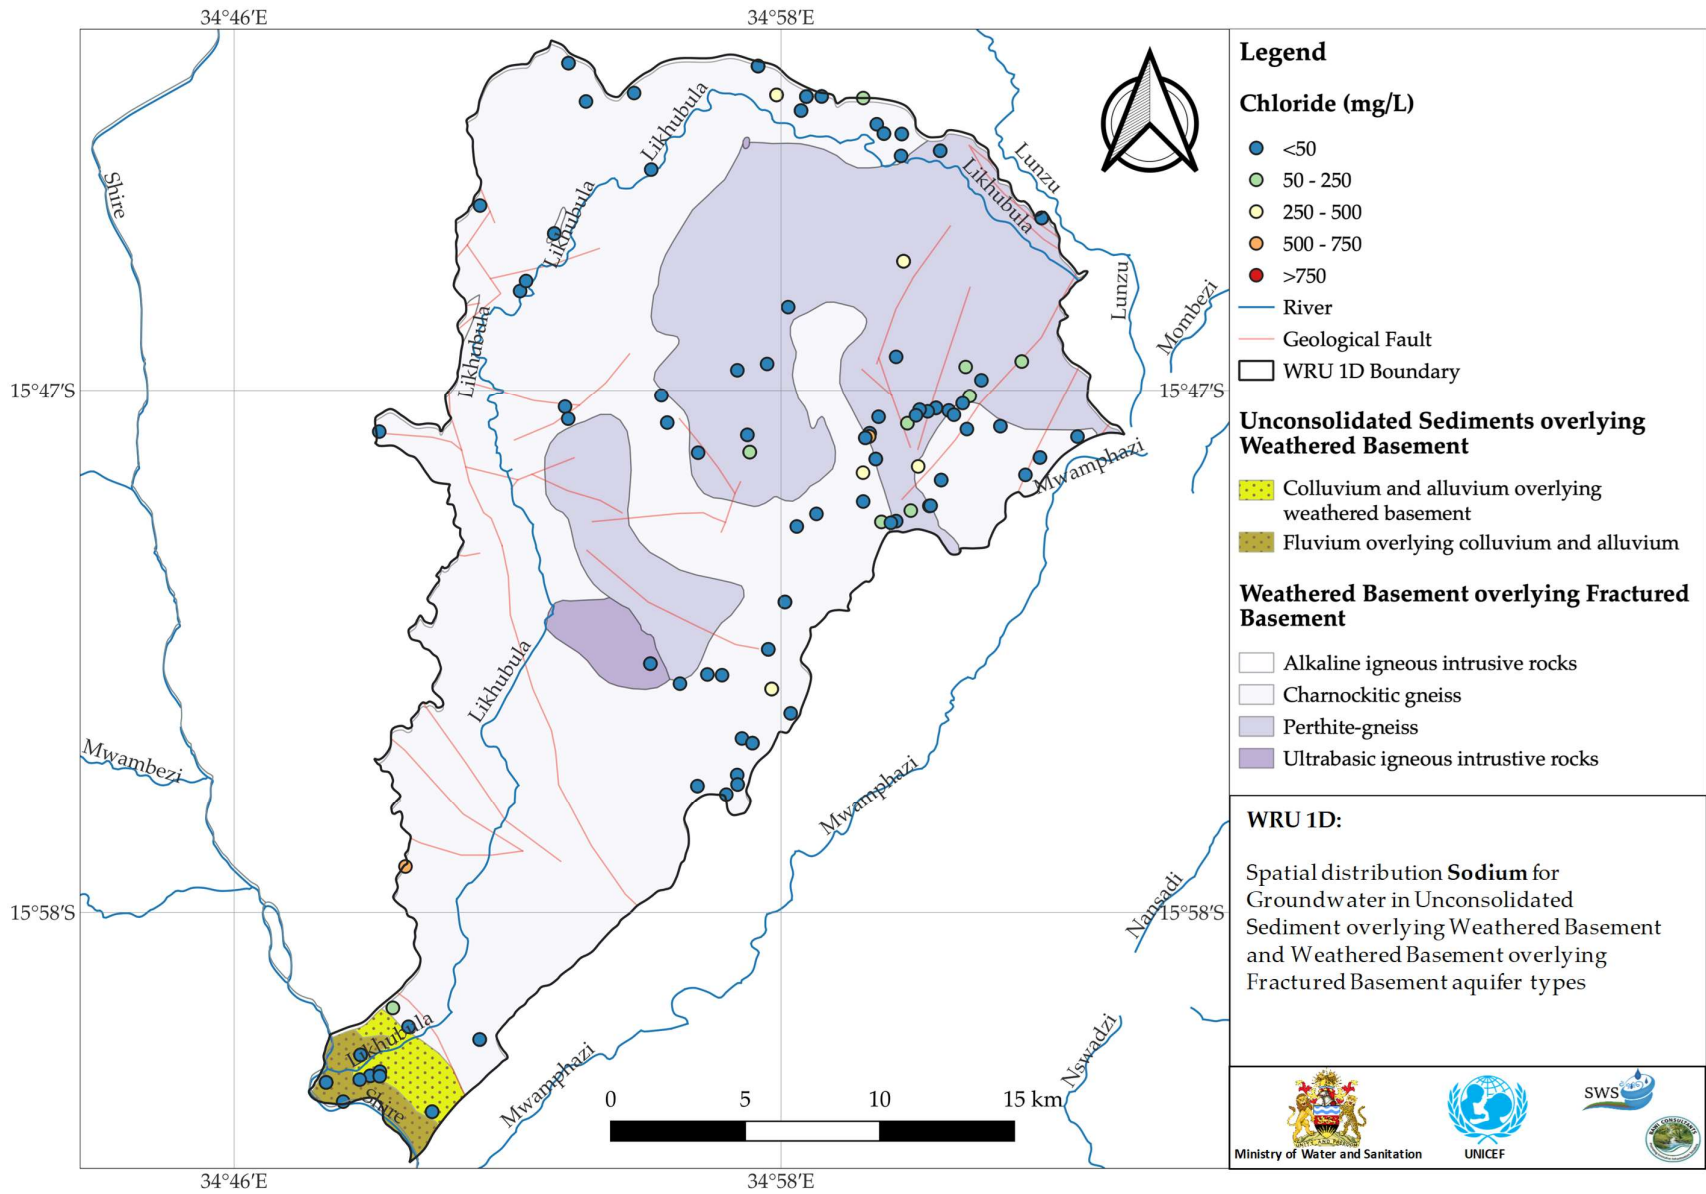 34°46′E
34°58′E
15°47′S
15°47′S
15°58′S
15°58′S
34°46′E
34°58′E
Shire
Likhubula
Likhubula
Likhubula
Likhubula
Lunzu
Lunzu
Mombezi
Mwamphazi
Likhubula
Mwambezi
Mwamphazi
Nansadi
Likhubula
Shire
Mwamphazi
Nswadzi
0 5 10 15 km
Legend
Chloride (mg/L)
<50
50 - 250
250 - 500
500 - 750
>750
River
Geological Fault
WRU 1D Boundary
Unconsolidated Sediments overlying
Weathered Basement
Colluvium and alluvium overlying
weathered basement
Fluvium overlying colluvium and alluvium
Weathered Basement overlying Fractured
Basement
Alkaline igneous intrusive rocks
Charnockitic gneiss
Perthite-gneiss
Ultrabasic igneous intrustive rocks
WRU 1D:
Spatial distribution Sodium for
Groundwater in Unconsolidated
Sediment overlying Weathered Basement
and Weathered Basement overlying
Fractured Basement aquifer types
Ministry of Water and Sanitation
UNICEF
SWS